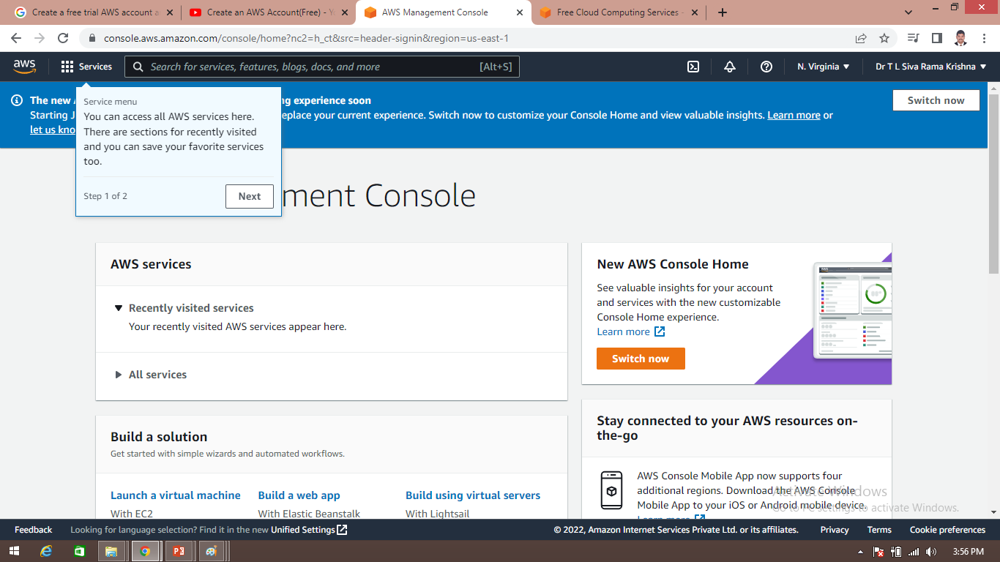 Create a free trial AWS account a
Create an AWS Account(Free) - Y
AWS Management Console
Free Cloud Computing Services -
console.aws.amazon.com/console/home?nc2=h_ct&src=header-signin&region=us-east-1
aws
Services
Search for services, features, blogs, docs, and more
[Alt+S]
N. Virginia
Dr T L Siva Rama Krishna
The new
ng experience soon
Switch now
Starting J
eplace your current experience. Switch now to customize your Console Home and view valuable insights. Learn more or
let us kno
Service menu
You can access all AWS services here.
There are sections for recently visited
and you can save your favorite services
too.
Step 1 of 2
Next
ment Console
AWS services
Recently visited services
Your recently visited AWS services appear here.
All services
New AWS Console Home
See valuable insights for your account
and services with the new customizable
Console Home experience.
Learn more
Switch now
Build a solution
Get started with simple wizards and automated workflows.
Launch a virtual machine
With EC2
Build a web app
With Elastic Beanstalk
Build using virtual servers
With Lightsail
Stay connected to your AWS resources on-
the-go
AWS Console Mobile App now supports four
additional regions. Download the AWS Console
Mobile App to your iOS or Android mobile device.
Learn more
Activate Windows
Go to PC settings to activate Windows.
Feedback
Looking for language selection? Find it in the new Unified Settings
© 2022, Amazon Internet Services Private Ltd. or its affiliates.
Privacy
Terms
Cookie preferences
3:56 PM